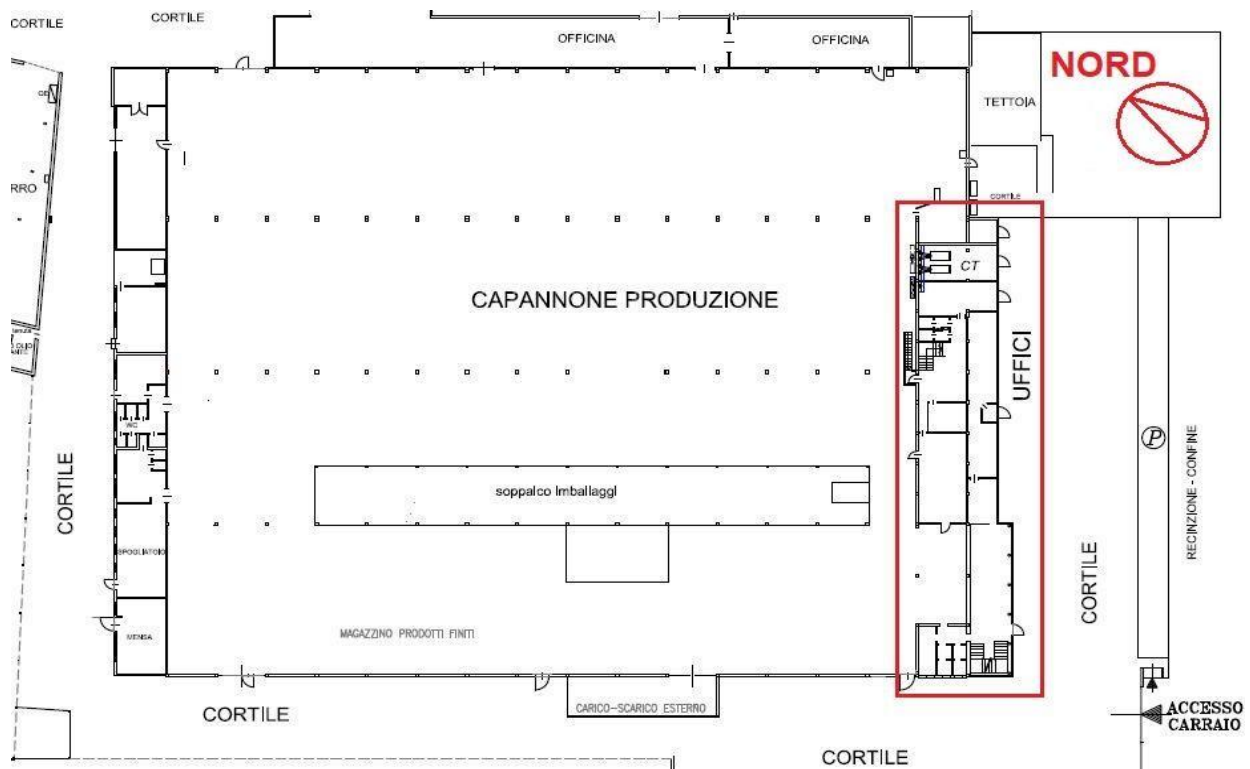 CORTILE
CORTILE
OFFICINA
OFFICINA
NORD
TETTOIA
CE
RRO
CORTILE
CT
CAPANNONE PRODUZIONE
UFFICI
WC
P
RECINZIONE - CONFINE
soppalco Imballaggi
CORTILE
SPOGLIATOIO
CORTILE
MENSA
MAGAZZINO PRODOTTI FINITI
CARICO-SCARICO ESTERNO
CORTILE
ACCESSO
CARRAIO
CORTILE